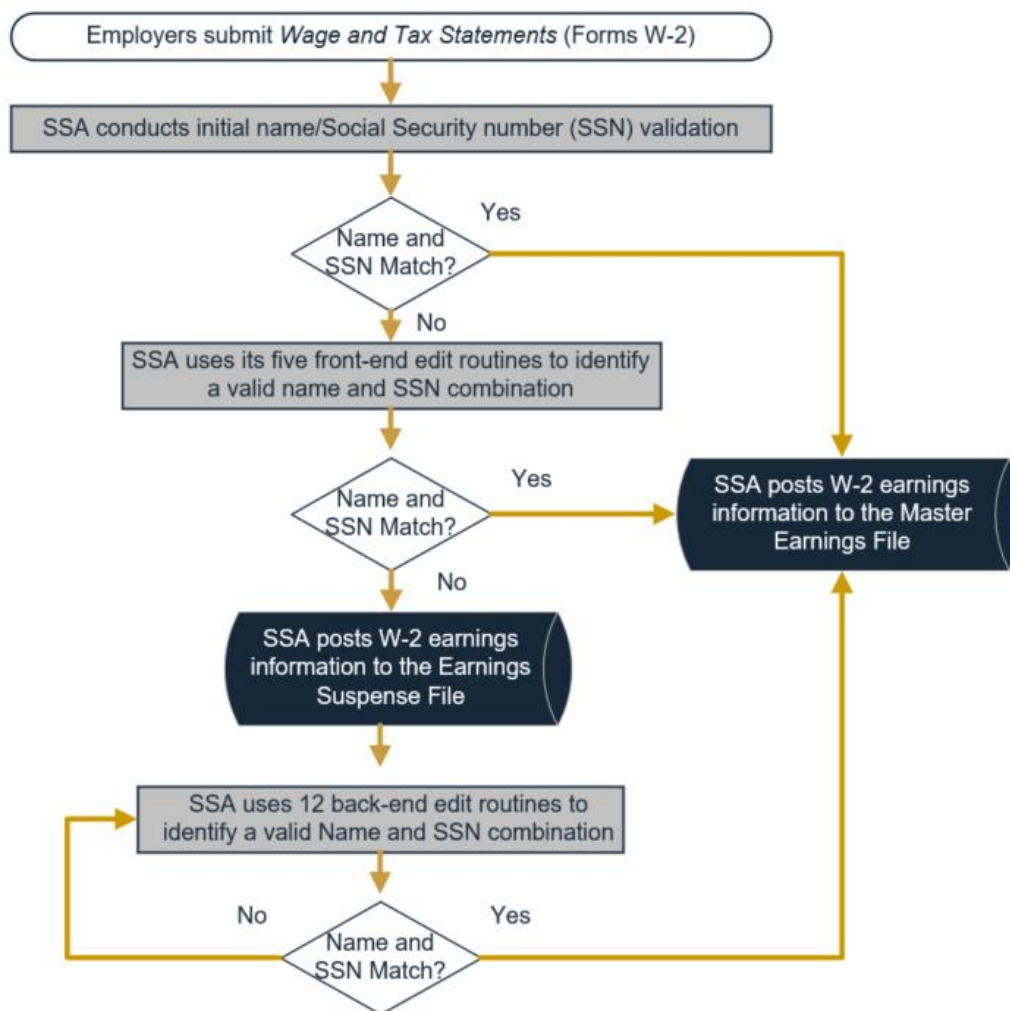 Employers submit Wage and Tax Statements (Forms W-2)
SSA conducts initial name/Social Security number (SSN) validation
Yes
Name and
SSN Match?
No
SSA uses its five front-end edit routines to identify
a valid name and SSN combination
Name and
SSN Match?
Yes
SSA posts W-2 earnings
information to the Master
Earnings File
No
SSA posts W-2 earnings
information to the Earnings
Suspense File
SSA uses 12 back-end edit routines to
identify a valid Name and SSN combination
No
Yes
Name and
SSN Match?